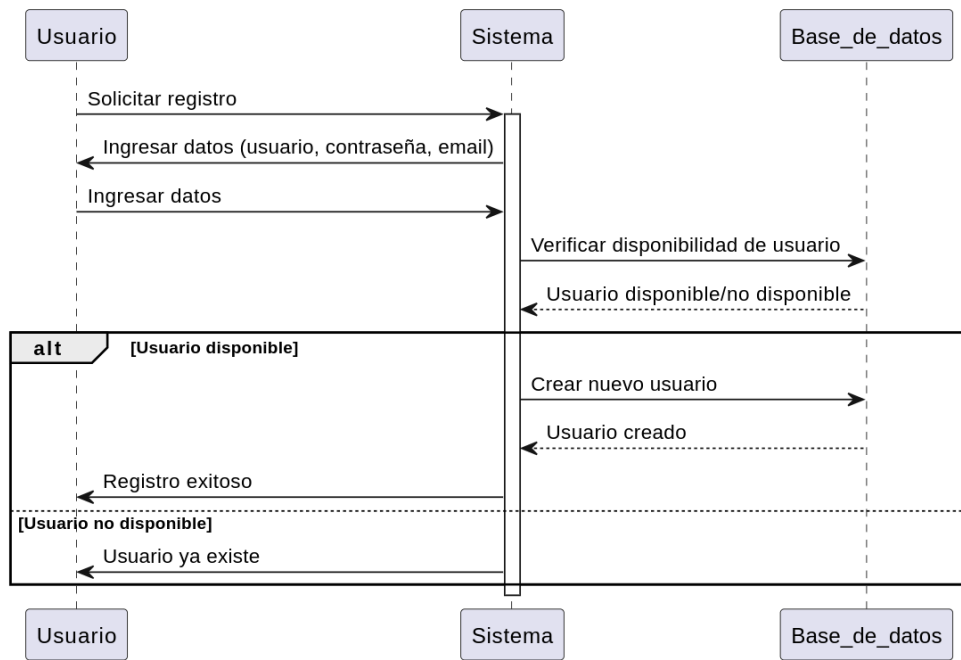 Usuario Sistema Base_de_datos
Solicitar registro
Ingresar datos (usuario, contraseña, email)
Ingresar datos
Verificar disponibilidad de usuario
Usuario disponible/no disponible
alt [Usuario disponible]
Crear nuevo usuario
Usuario creado
Registro exitoso
[Usuario no disponible]
Usuario ya existe
Usuario Sistema Base_de_datos